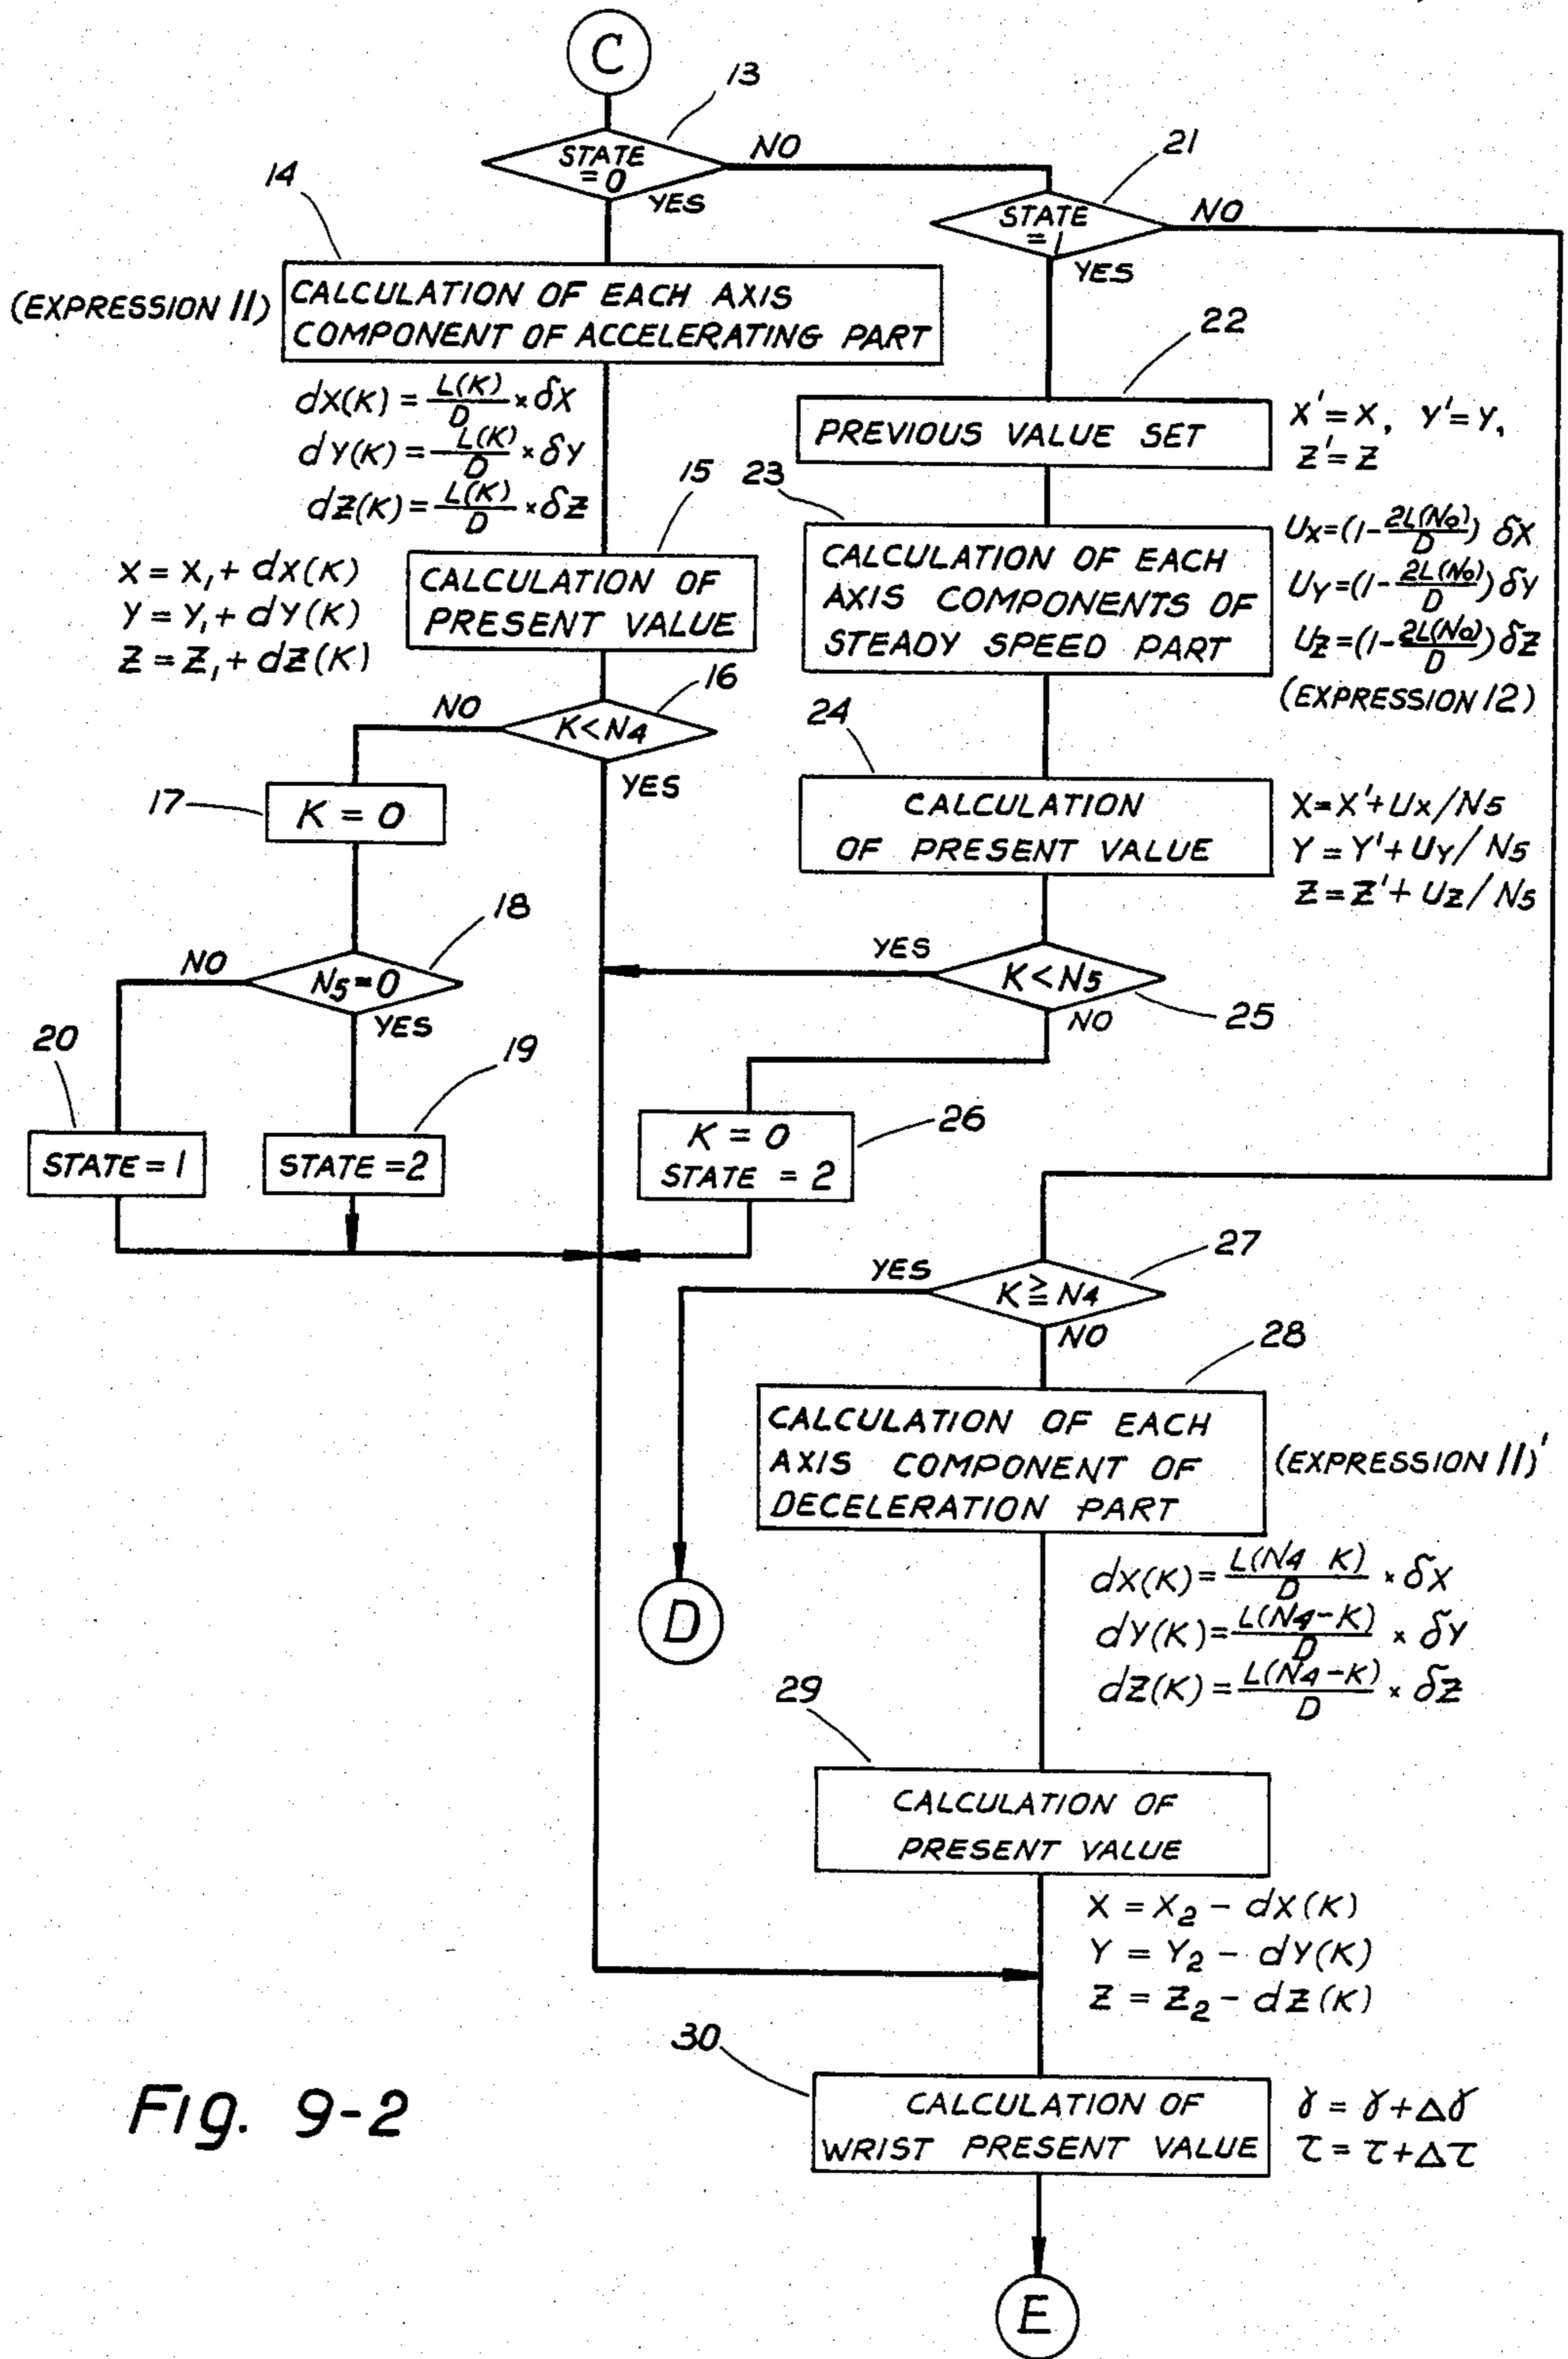 C
13
STATE
= 0
NO
YES
21
STATE
= 1
NO
YES
14
(EXPRESSION 11)
CALCULATION OF EACH AXIS
COMPONENT OF ACCELERATING PART
dX(K) = L(K)/D × δX
dY(K) = L(K)/D × δY
dZ(K) = L(K)/D × δZ
22
PREVIOUS VALUE SET
X' = X, Y' = Y,
Z' = Z
15
X = X₁ + dX(K)
Y = Y₁ + dY(K)
Z = Z₁ + dZ(K)
CALCULATION OF
PRESENT VALUE
23
CALCULATION OF EACH
AXIS COMPONENTS OF
STEADY SPEED PART
UX = (1 - 2L(N0)/D) δX
UY = (1 - 2L(N0)/D) δY
UZ = (1 - 2L(N0)/D) δZ
(EXPRESSION 12)
16
NO
K < N4
YES
24
CALCULATION
OF PRESENT VALUE
X = X' + UX / N5
Y = Y' + UY / N5
Z = Z' + UZ / N5
17
K = 0
18
NO
N5 = 0
YES
YES
K < N5
25
NO
20
STATE = 1
19
STATE = 2
26
K = 0
STATE = 2
27
YES
K ≧ N4
NO
28
CALCULATION OF EACH
AXIS COMPONENT OF
DECELERATION PART
(EXPRESSION 11)'
D
dX(K) = L(N4 K)/D × δX
dY(K) = L(N4 - K)/D × δY
dZ(K) = L(N4 - K)/D × δZ
29
CALCULATION OF
PRESENT VALUE
X = X₂ - dX(K)
Y = Y₂ - dY(K)
Z = Z₂ - dZ(K)
30
CALCULATION OF
WRIST PRESENT VALUE
γ = γ + Δγ
τ = τ + Δτ
E
Fig. 9-2